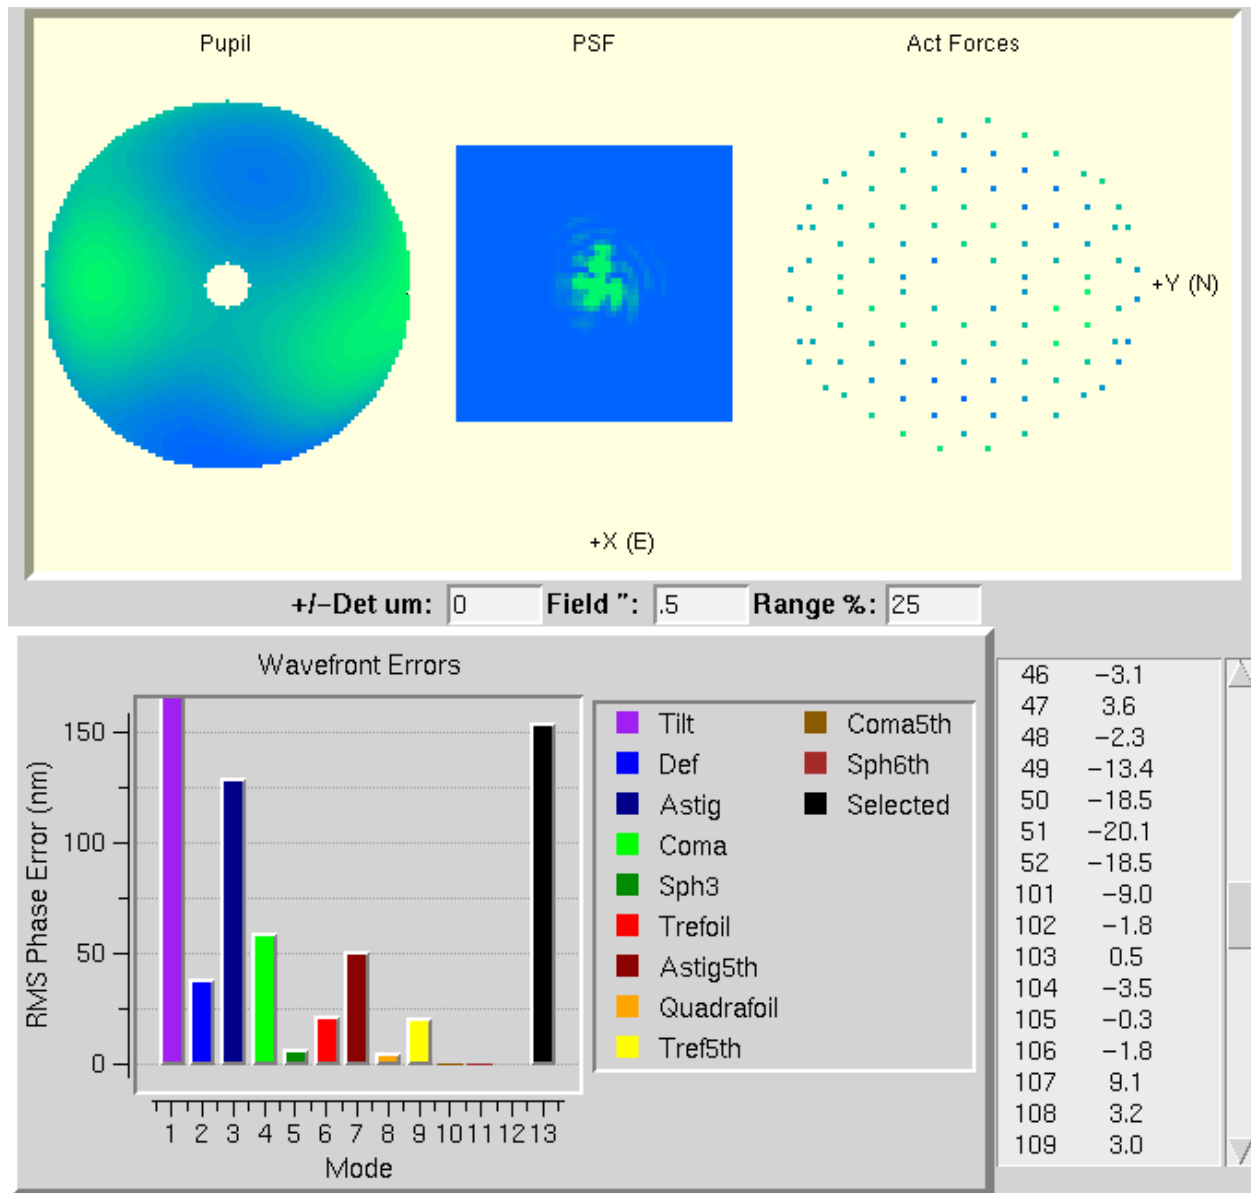 Pupil PSF Act Forces
+Y (N)
+X (E)
+/-Det um: 0 Field ": .5 Range %: 25
Wavefront Errors
RMS Phase Error (nm)
150
100
50
0
1 2 3 4 5 6 7 8 9 10 11 12 13
Mode
Tilt
Def
Astig
Coma
Sph3
Trefoil
Astig5th
Quadrafoil
Tref5th
Coma5th
Sph6th
Selected
46 -3.1
47 3.6
48 -2.3
49 -13.4
50 -18.5
51 -20.1
52 -18.5
101 -9.0
102 -1.8
103 0.5
104 -3.5
105 -0.3
106 -1.8
107 9.1
108 3.2
109 3.0